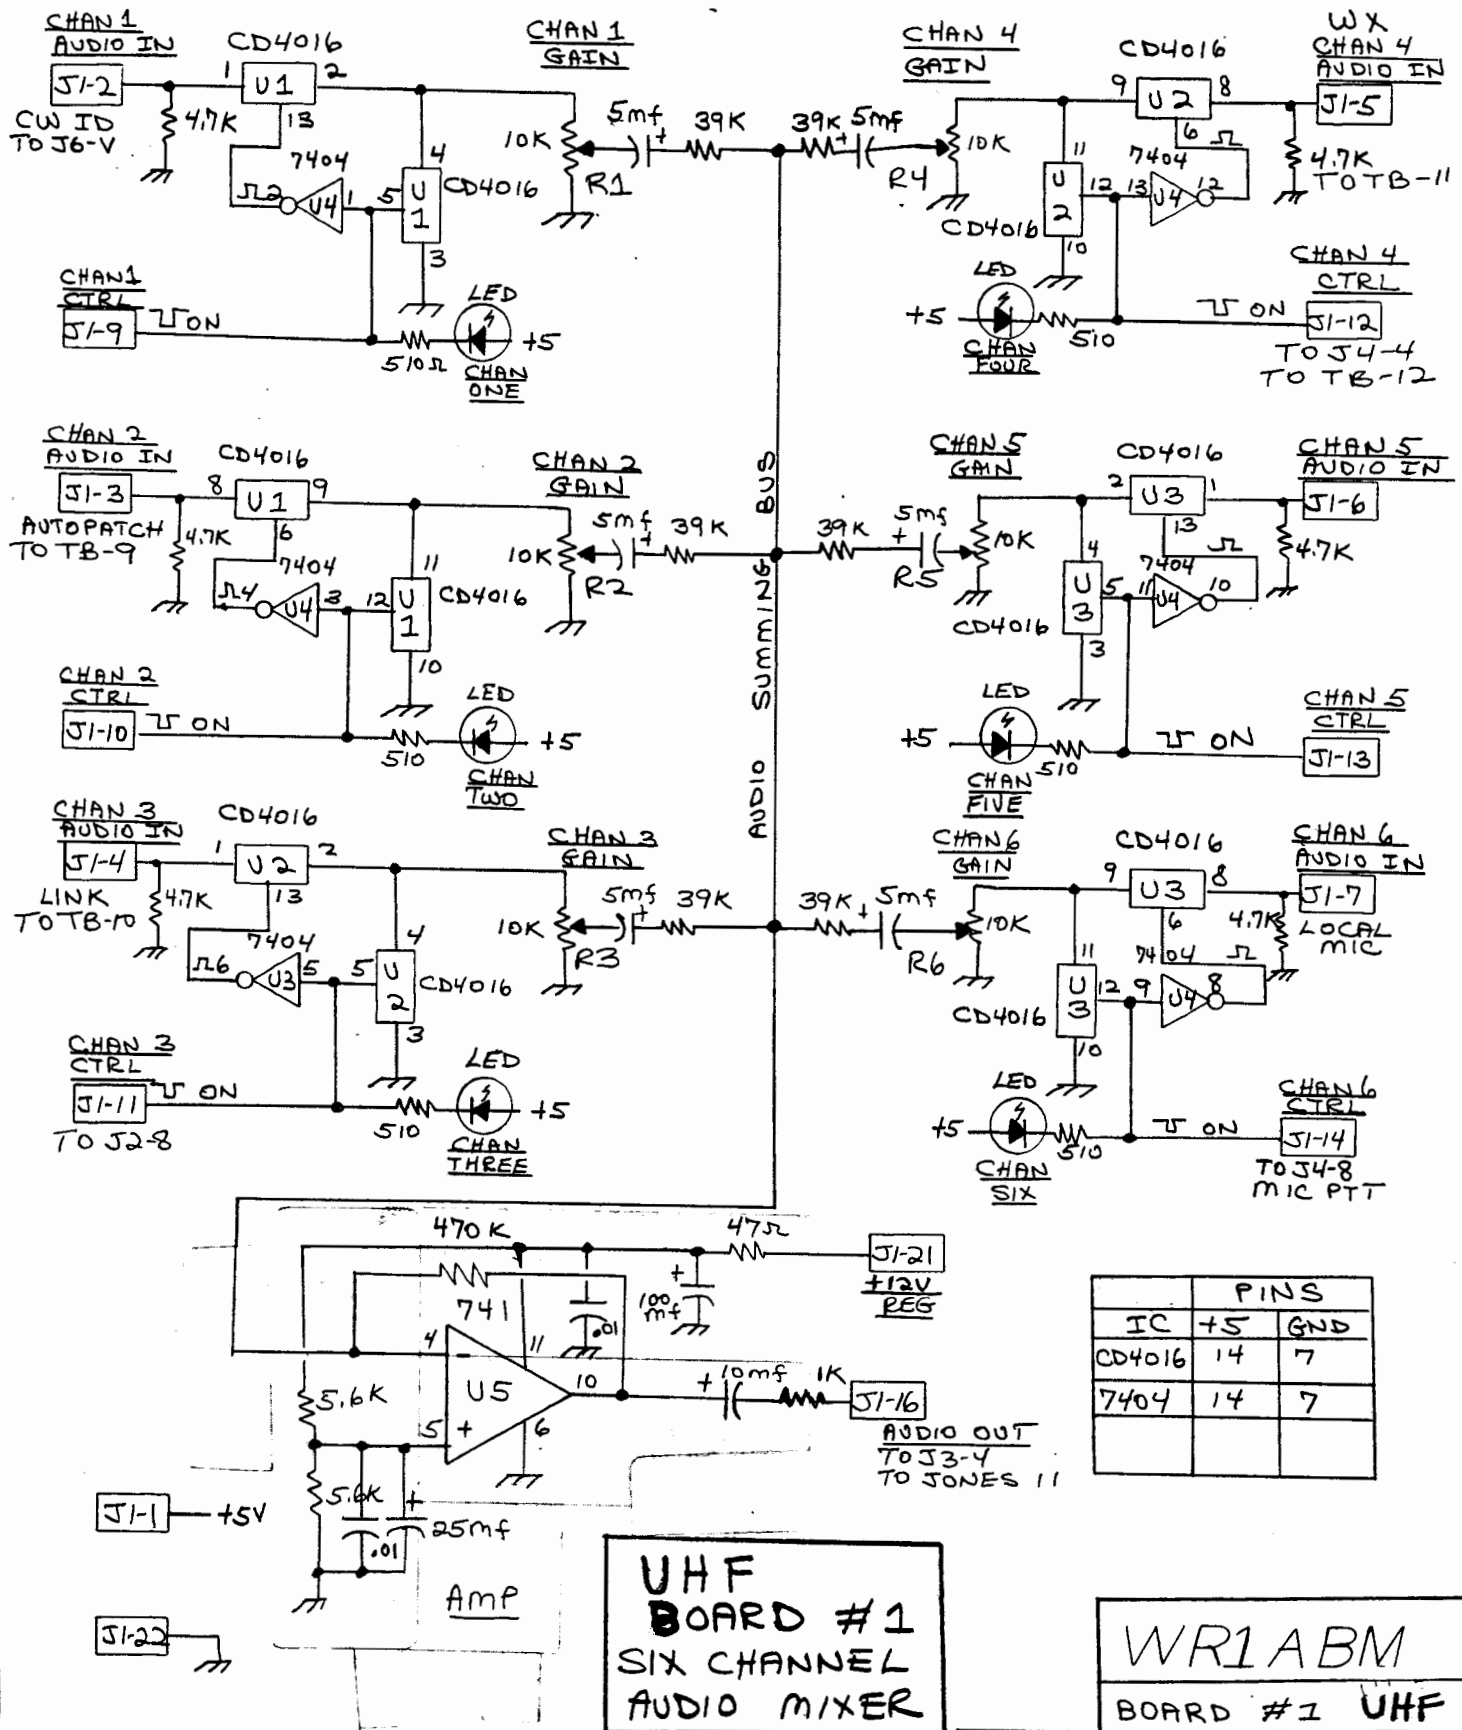 CHAN 1
AUDIO IN
J1-2
CW ID
TO J6-V
4.7K
CD4016
1 U1 2
13
7404
2 U4 1
4
5 U1
CD4016
3
CHAN 1
GAIN
10K
R1
5mf +
39K
CHAN1
CTRL
J1-9
ON
510Ω
LED
+5
CHAN
ONE
CHAN 4
GAIN
39K
+ 5mf
R4
10K
CD4016
9 U2 8
6
WX
CHAN 4
AUDIO IN
J1-5
4.7K
TO TB-11
11
U2 12
CD4016
10
7404
13 U4 12
LED
+5
CHAN
FOUR
510
CHAN 4
CTRL
ON
J1-12
TO J4-4
TO TB-12
CHAN 2
AUDIO IN
J1-3
AUTOPATCH
TO TB-9
4.7K
CD4016
8 U1 9
6
7404
4 U4 3
11
12 U1
CD4016
10
CHAN 2
GAIN
10K
R2
5mf +
39K
CHAN 2
CTRL
J1-10
ON
510
LED
+5
CHAN
TWO
AUDIO SUMMING BUS
CHAN 5
GAIN
39K
+ 5mf
R5
10K
CD4016
2 U3 1
13
CHAN 5
AUDIO IN
J1-6
4.7K
4
U3 5
CD4016
3
7404
11 U4 10
LED
+5
CHAN
FIVE
510
CHAN 5
CTRL
ON
J1-13
CHAN 3
AUDIO IN
J1-4
LINK
TO TB-10
4.7K
CD4016
1 U2 2
13
7404
6 U3 5
4
5 U2
CD4016
3
CHAN 3
GAIN
10K
R3
5mf +
39K
CHAN 3
CTRL
J1-11
ON
TO J2-8
510
LED
+5
CHAN
THREE
CHAN 6
GAIN
39K
+ 5mf
R6
10K
CD4016
9 U3 8
6
CHAN 6
AUDIO IN
J1-7
LOCAL
MIC
4.7K
11
U3 12
CD4016
10
7404
9 U4 8
LED
+5
CHAN
SIX
510
CHAN 6
CTRL
ON
J1-14
TO J4-8
MIC PTT
470K
47Ω
J1-21
+12V
REG
+
100
mf
.01
741
4 -
11
U5
10
5 +
6
+ 10mf
1K
J1-16
AUDIO OUT
TO J3-4
TO JONES 11
5.6K
5.6K
.01
+
25mf
J1-1 +5V
J1-22
AMP
PINS
IC +5 GND
CD4016 14 7
7404 14 7
UHF
BOARD #1
SIX CHANNEL
AUDIO MIXER
WR1ABM
BOARD #1 UHF